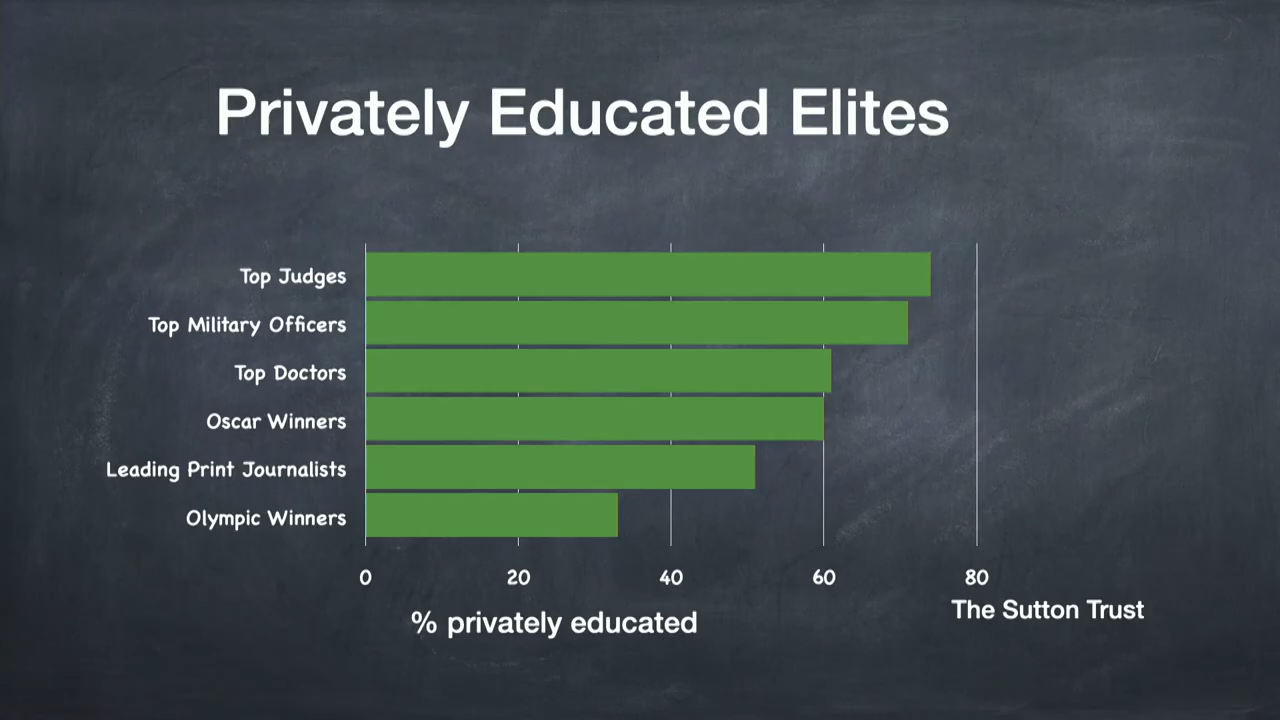 Privately Educated Elites
Top Judges
Top Military Officers
Top Doctors
Oscar Winners
Leading Print Journalists
Olympic Winners
0 20 40 60 80
% privately educated
The Sutton Trust